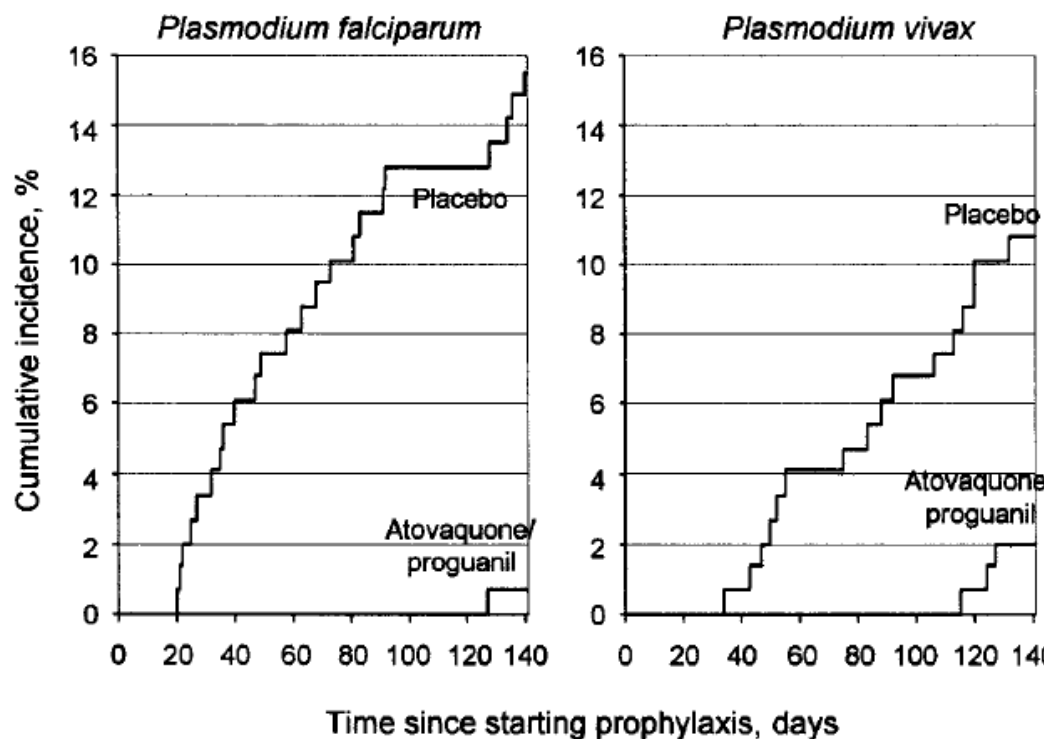 Plasmodium falciparum
Plasmodium vivax
Cumulative incidence, %
16
14
12
10
8
6
4
2
0
Placebo
Atovaquone/
proguanil
0 20 40 60 80 100 120 140
16
14
12
10
8
6
4
2
0
Placebo
Atovaquone
proguanil
0 20 40 60 80 100 120 140
Time since starting prophylaxis, days